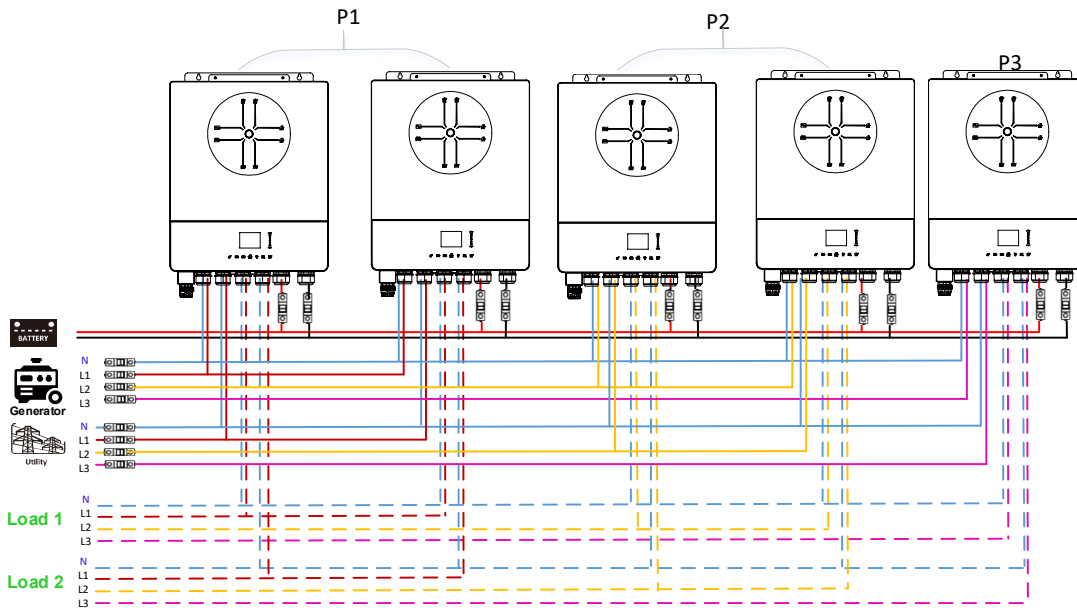 P1
P2
P3
BATTERY
N
L1
L2
L3
Generator
N
L1
L2
L3
Utility
N
L1
L2
L3
Load 1
N
L1
L2
L3
Load 2